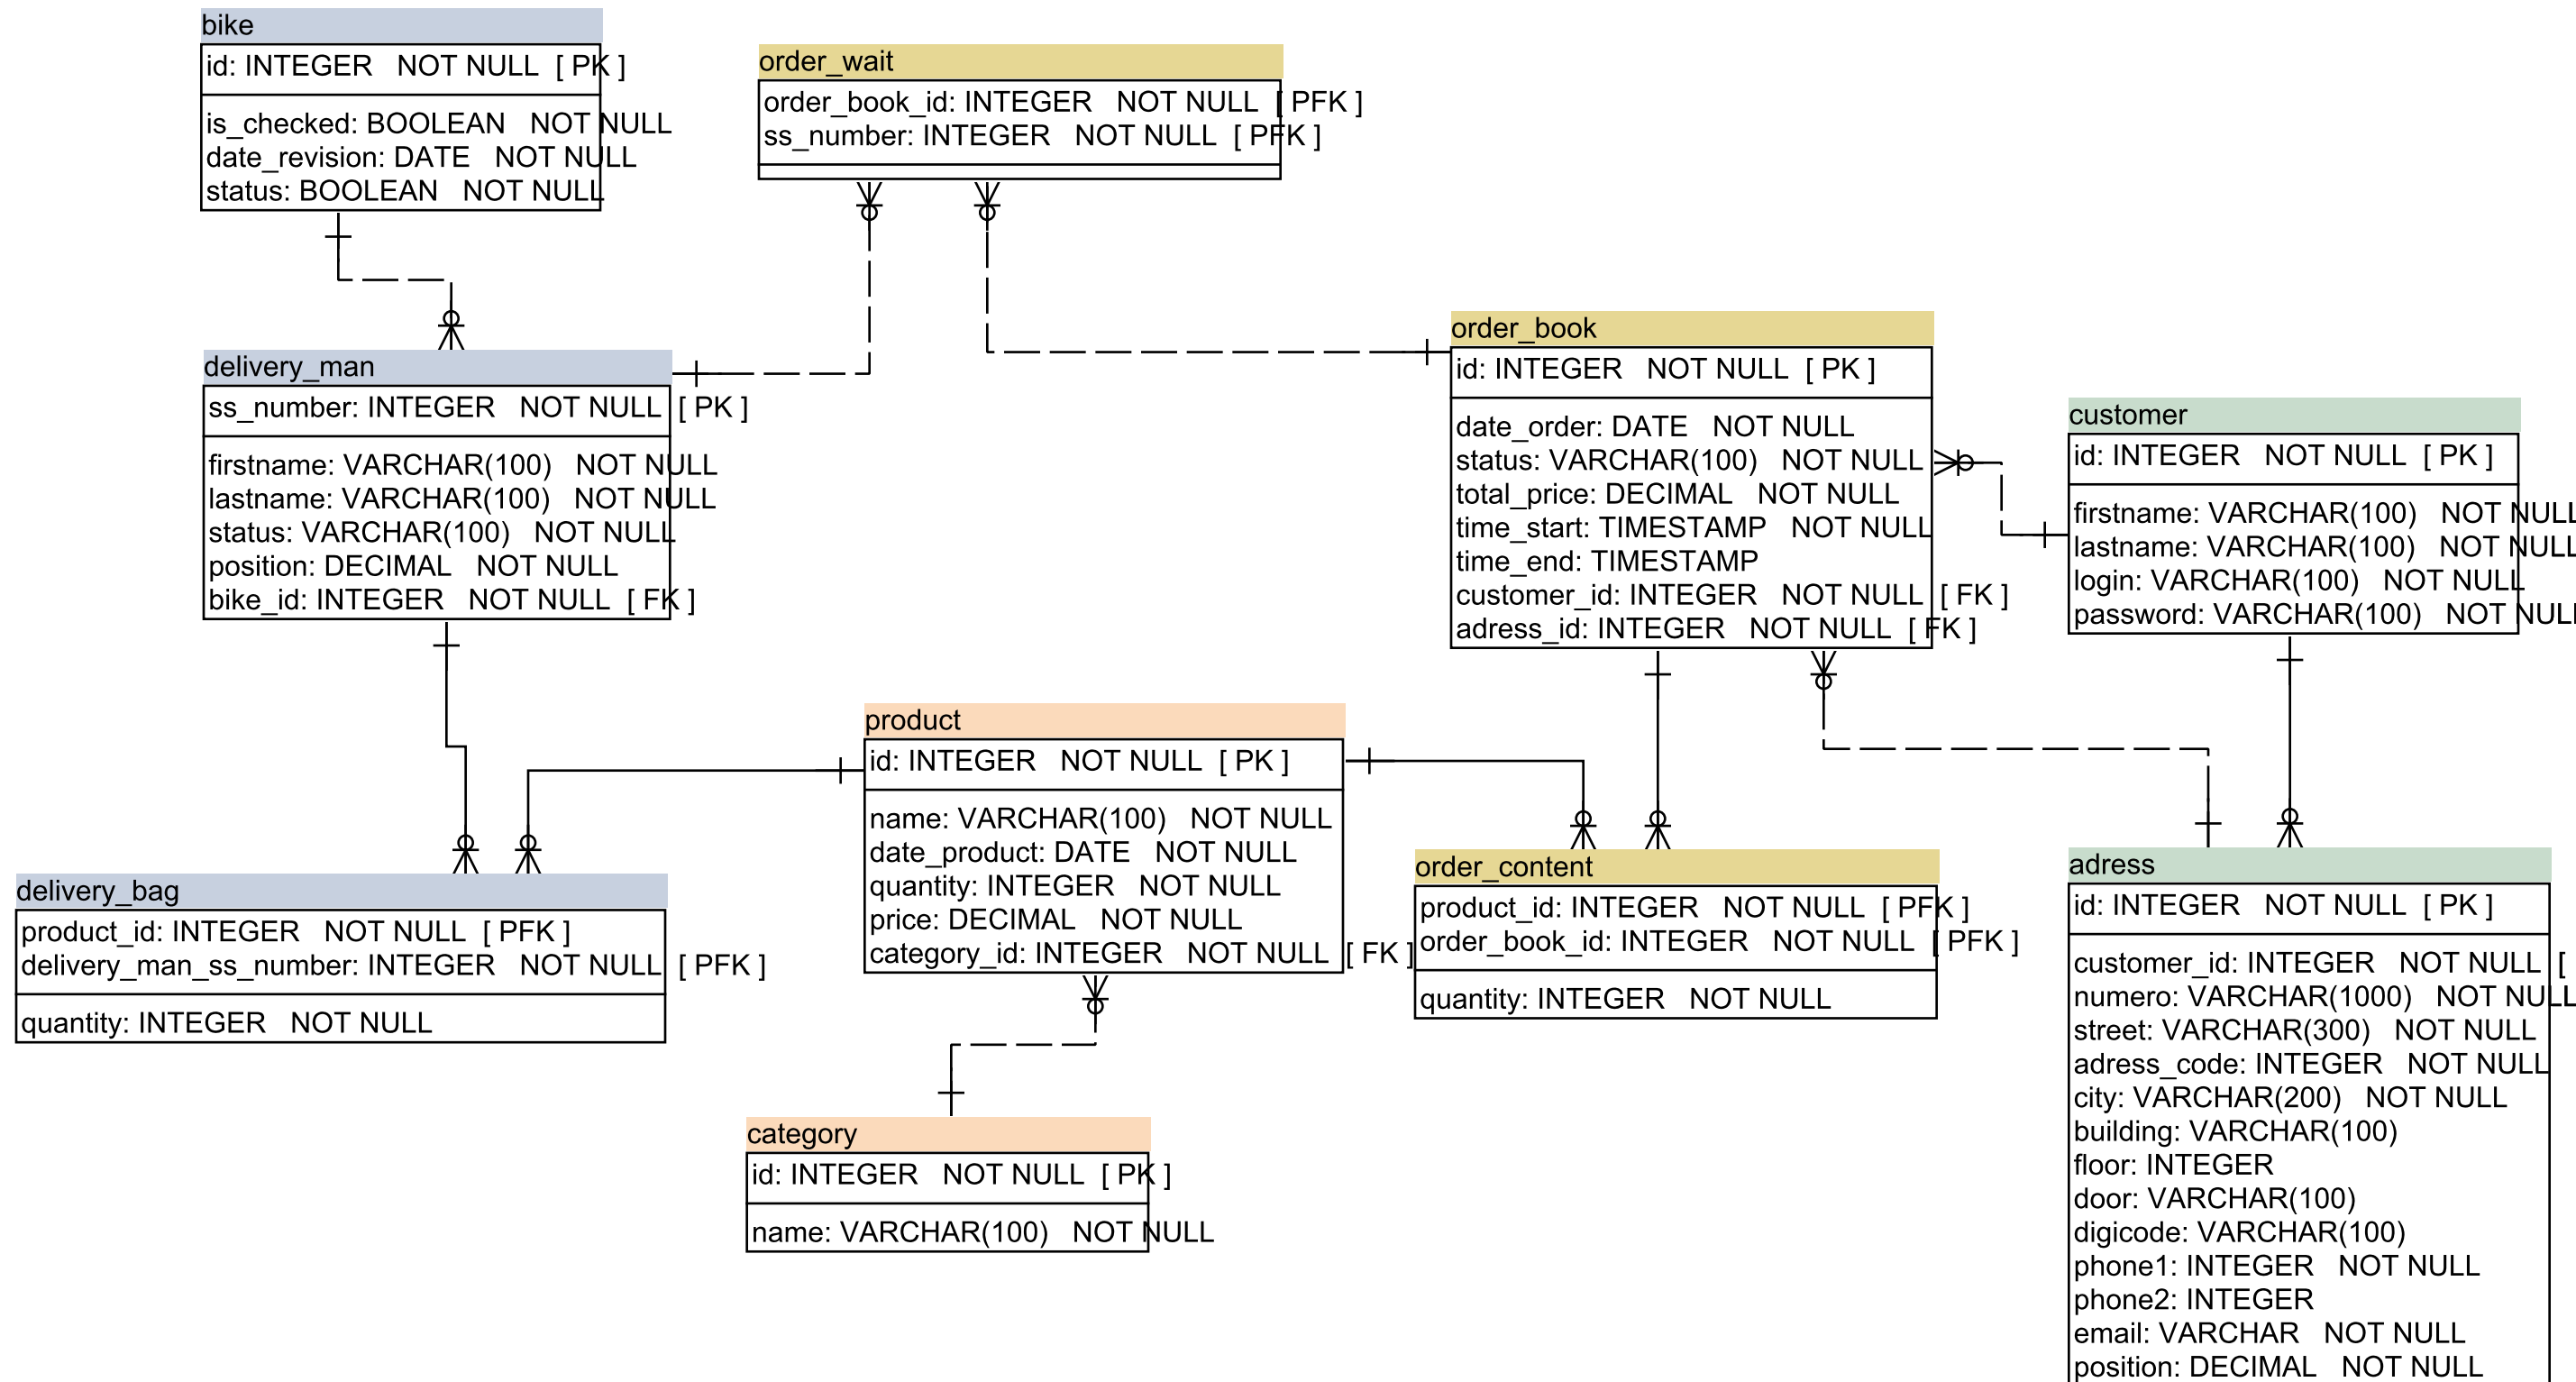 bike
id: INTEGER NOT NULL [ PK ]
is_checked: BOOLEAN NOT NULL
date_revision: DATE NOT NULL
status: BOOLEAN NOT NULL
order_wait
order_book_id: INTEGER NOT NULL [ PFK ]
ss_number: INTEGER NOT NULL [ PFK ]
delivery_man
ss_number: INTEGER NOT NULL [ PK ]
firstname: VARCHAR(100) NOT NULL
lastname: VARCHAR(100) NOT NULL
status: VARCHAR(100) NOT NULL
position: DECIMAL NOT NULL
bike_id: INTEGER NOT NULL [ FK ]
order_book
id: INTEGER NOT NULL [ PK ]
date_order: DATE NOT NULL
status: VARCHAR(100) NOT NULL
total_price: DECIMAL NOT NULL
time_start: TIMESTAMP NOT NULL
time_end: TIMESTAMP
customer_id: INTEGER NOT NULL [ FK ]
adress_id: INTEGER NOT NULL [ FK ]
customer
id: INTEGER NOT NULL [ PK ]
firstname: VARCHAR(100) NOT NULL
lastname: VARCHAR(100) NOT NULL
login: VARCHAR(100) NOT NULL
password: VARCHAR(100) NOT NULL
product
id: INTEGER NOT NULL [ PK ]
name: VARCHAR(100) NOT NULL
date_product: DATE NOT NULL
quantity: INTEGER NOT NULL
price: DECIMAL NOT NULL
category_id: INTEGER NOT NULL [ FK ]
delivery_bag
product_id: INTEGER NOT NULL [ PFK ]
delivery_man_ss_number: INTEGER NOT NULL [ PFK ]
quantity: INTEGER NOT NULL
order_content
product_id: INTEGER NOT NULL [ PFK ]
order_book_id: INTEGER NOT NULL [ PFK ]
quantity: INTEGER NOT NULL
adress
id: INTEGER NOT NULL [ PK ]
customer_id: INTEGER NOT NULL [
numero: VARCHAR(1000) NOT NULL
street: VARCHAR(300) NOT NULL
adress_code: INTEGER NOT NULL
city: VARCHAR(200) NOT NULL
building: VARCHAR(100)
floor: INTEGER
door: VARCHAR(100)
digicode: VARCHAR(100)
phone1: INTEGER NOT NULL
phone2: INTEGER
email: VARCHAR NOT NULL
position: DECIMAL NOT NULL
category
id: INTEGER NOT NULL [ PK ]
name: VARCHAR(100) NOT NULL